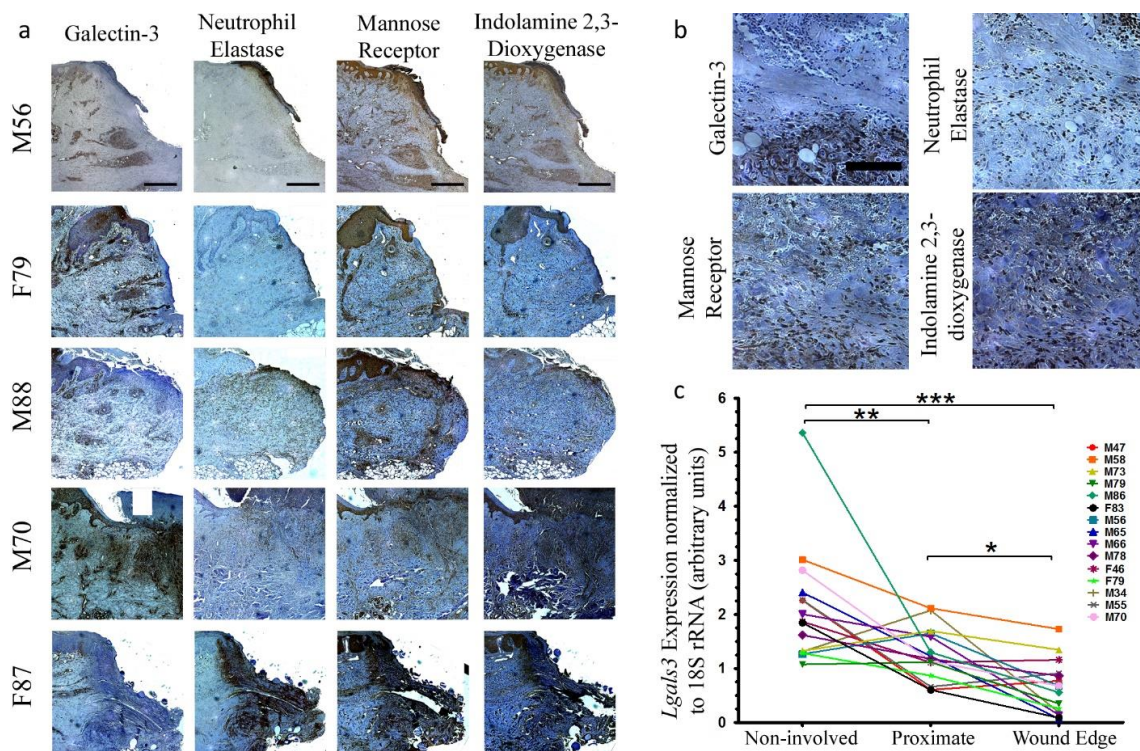 a
Galectin-3
Neutrophil
Elastase
Mannose
Receptor
Indolamine 2,3-
Dioxygenase
M56
F79
M88
M70
F87
b
Galectin-3
Neutrophil
Elastase
Mannose
Receptor
Indolamine 2,3-
dioxygenase
c
Lgals3 Expression normalized
to 18S rRNA (arbitrary units)
6
5
4
3
2
1
0
**
***
*
M47
M58
M73
M79
M86
F83
M56
M65
M66
M78
F46
F79
M34
M55
M70
Non-involved
Proximate
Wound Edge